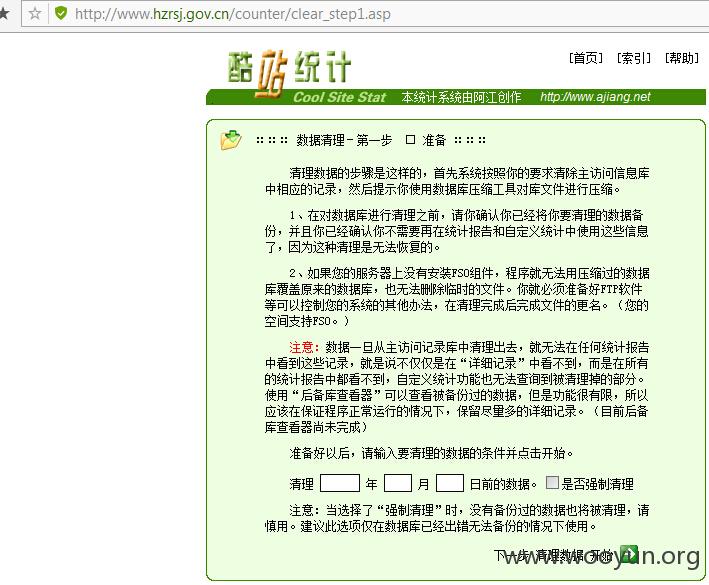 http://www.hzrsj.gov.cn/counter/clear_step1.asp
酷站统计
[首页] [索引] [帮助]
Cool Site Stat 本统计系统由阿江创作 http://www.ajiang.net
:: :: :: 数据清理-第一步 □ 准备 :: :: ::
清理数据的步骤是这样的，首先系统按照你的要求清除主访问信息库
中相应的记录，然后提示你使用数据库压缩工具对库文件进行压缩。
1、在对数据库进行清理之前，请你确认你已经将你要清理的数据备
份，并且你已经确认你不需要再在统计报告和自定义统计中使用这些信息
了，因为这种清理是无法恢复的。
2、如果您的服务器上没有安装FSO组件，程序就无法用压缩过的数据
库覆盖原来的数据库，也无法删除临时的文件。你就必须准备好FTP软件
等可以控制您的系统的其他办法，在清理完成后完成文件的更名。（您的
空间支持FSO。）
注意：数据一旦从主访问记录库中清理出去，就无法在任何统计报告
中看到这些记录，就是说不仅仅是在“详细记录”中看不到，而是在所有
的统计报告中都看不到，自定义统计功能也无法查询到被清理掉的部分。
使用“后备库查看器”可以查看被备份过的数据，但是功能很有限，所以
应该在保证程序正常运行的情况下，保留尽量多的详细记录。（目前后备
库查看器尚未完成）
准备好以后，请输入要清理的数据的条件并点击开始。
清理 年 月 日前的数据。 是否强制清理
注意：当选择了“强制清理”时，没有备份过的数据也将被清理，请
慎用。建议此选项仅在数据库已经出错无法备份的情况下使用。
下一步 清理数据 开始
www.wooyun.org